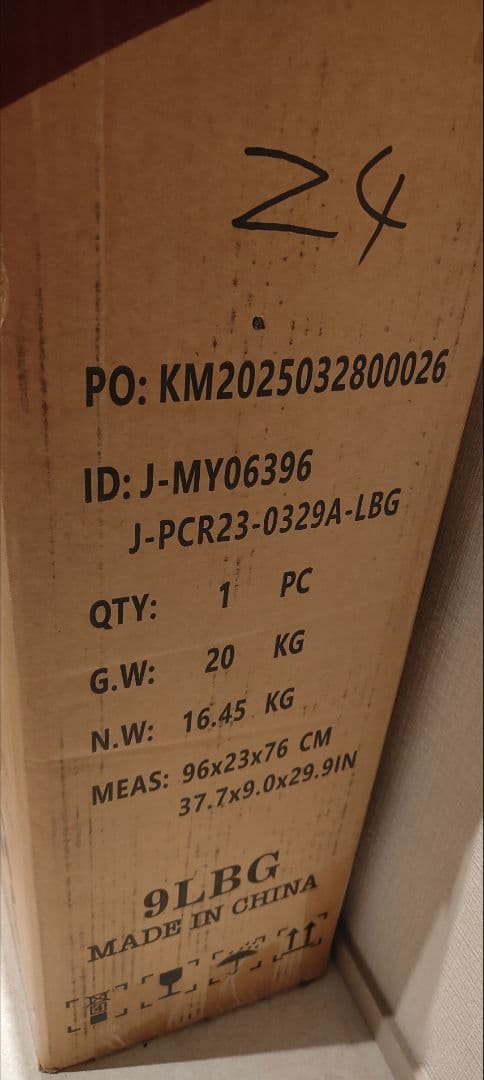 24
PO: KM2025032800026
ID: J-MY06396
J-PCR23-0329A-LBG
QTY: 1 PC
G.W: 20 KG
N.W: 16.45 KG
MEAS: 96x23x76 CM
37.7x9.0x29.9IN
9LBG
MADE IN CHINA